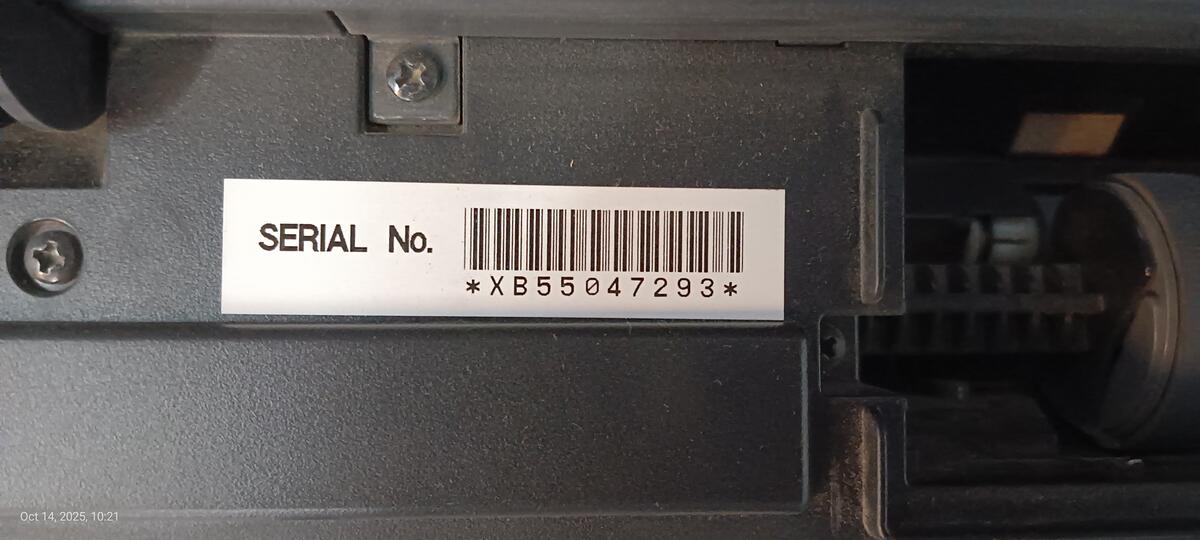 SERIAL No.
*XB55047293*
Oct 14, 2025, 10:21